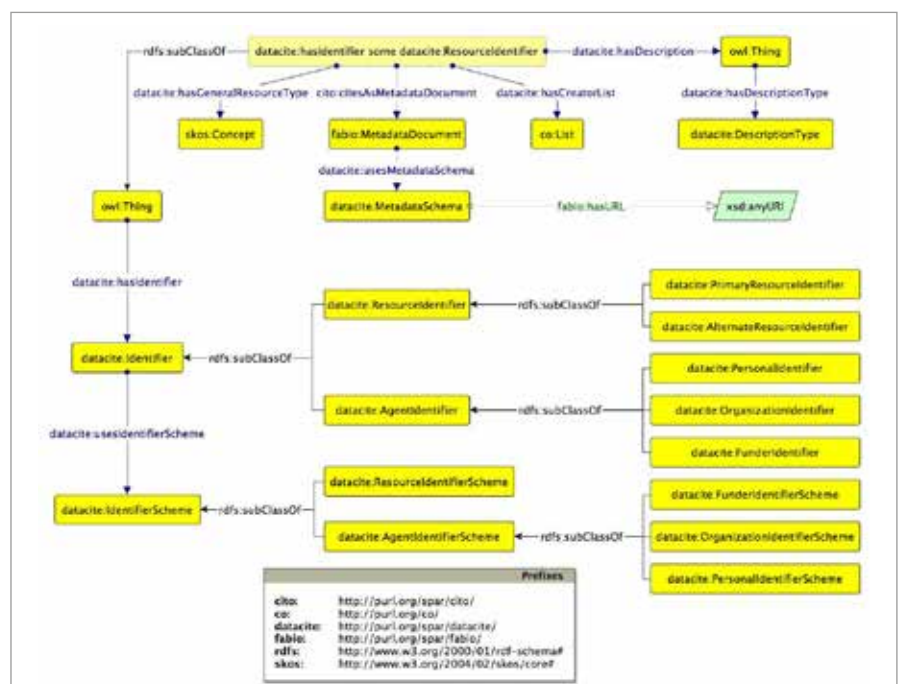 rdfs:subClassOf
datacite:hasIdentifier some datacite:ResourceIdentifier
datacite:hasDescription
owl:Thing
datacite:hasGeneralResourceType
cito:citesAsMetadataDocument
datacite:hasCreatorList
datacite:hasDescriptionType
skos:Concept
fabio:MetadataDocument
co:List
datacite:DescriptionType
datacite:usesMetadataSchema
owl:Thing
datacite:MetadataSchema
fabio:hasURL
xsd:anyURI
datacite:hasIdentifier
datacite:PrimaryResourceIdentifier
datacite:ResourceIdentifier
rdfs:subClassOf
datacite:AlternateResourceIdentifier
datacite:Identifier
rdfs:subClassOf
datacite:PersonalIdentifier
datacite:AgentIdentifier
rdfs:subClassOf
datacite:OrganizationIdentifier
datacite:usesIdentifierScheme
datacite:FunderIdentifier
datacite:ResourceIdentifierScheme
datacite:FunderIdentifierScheme
datacite:IdentifierScheme
rdfs:subClassOf
datacite:AgentIdentifierScheme
rdfs:subClassOf
datacite:OrganizationIdentifierScheme
datacite:PersonalIdentifierScheme
Prefixes
cito: http://purl.org/spar/cito/
co: http://purl.org/co/
datacite: http://purl.org/spar/datacite/
fabio: http://purl.org/spar/fabio/
rdfs: http://www.w3.org/2000/01/rdf-schema#
skos: http://www.w3.org/2004/02/skos/core#